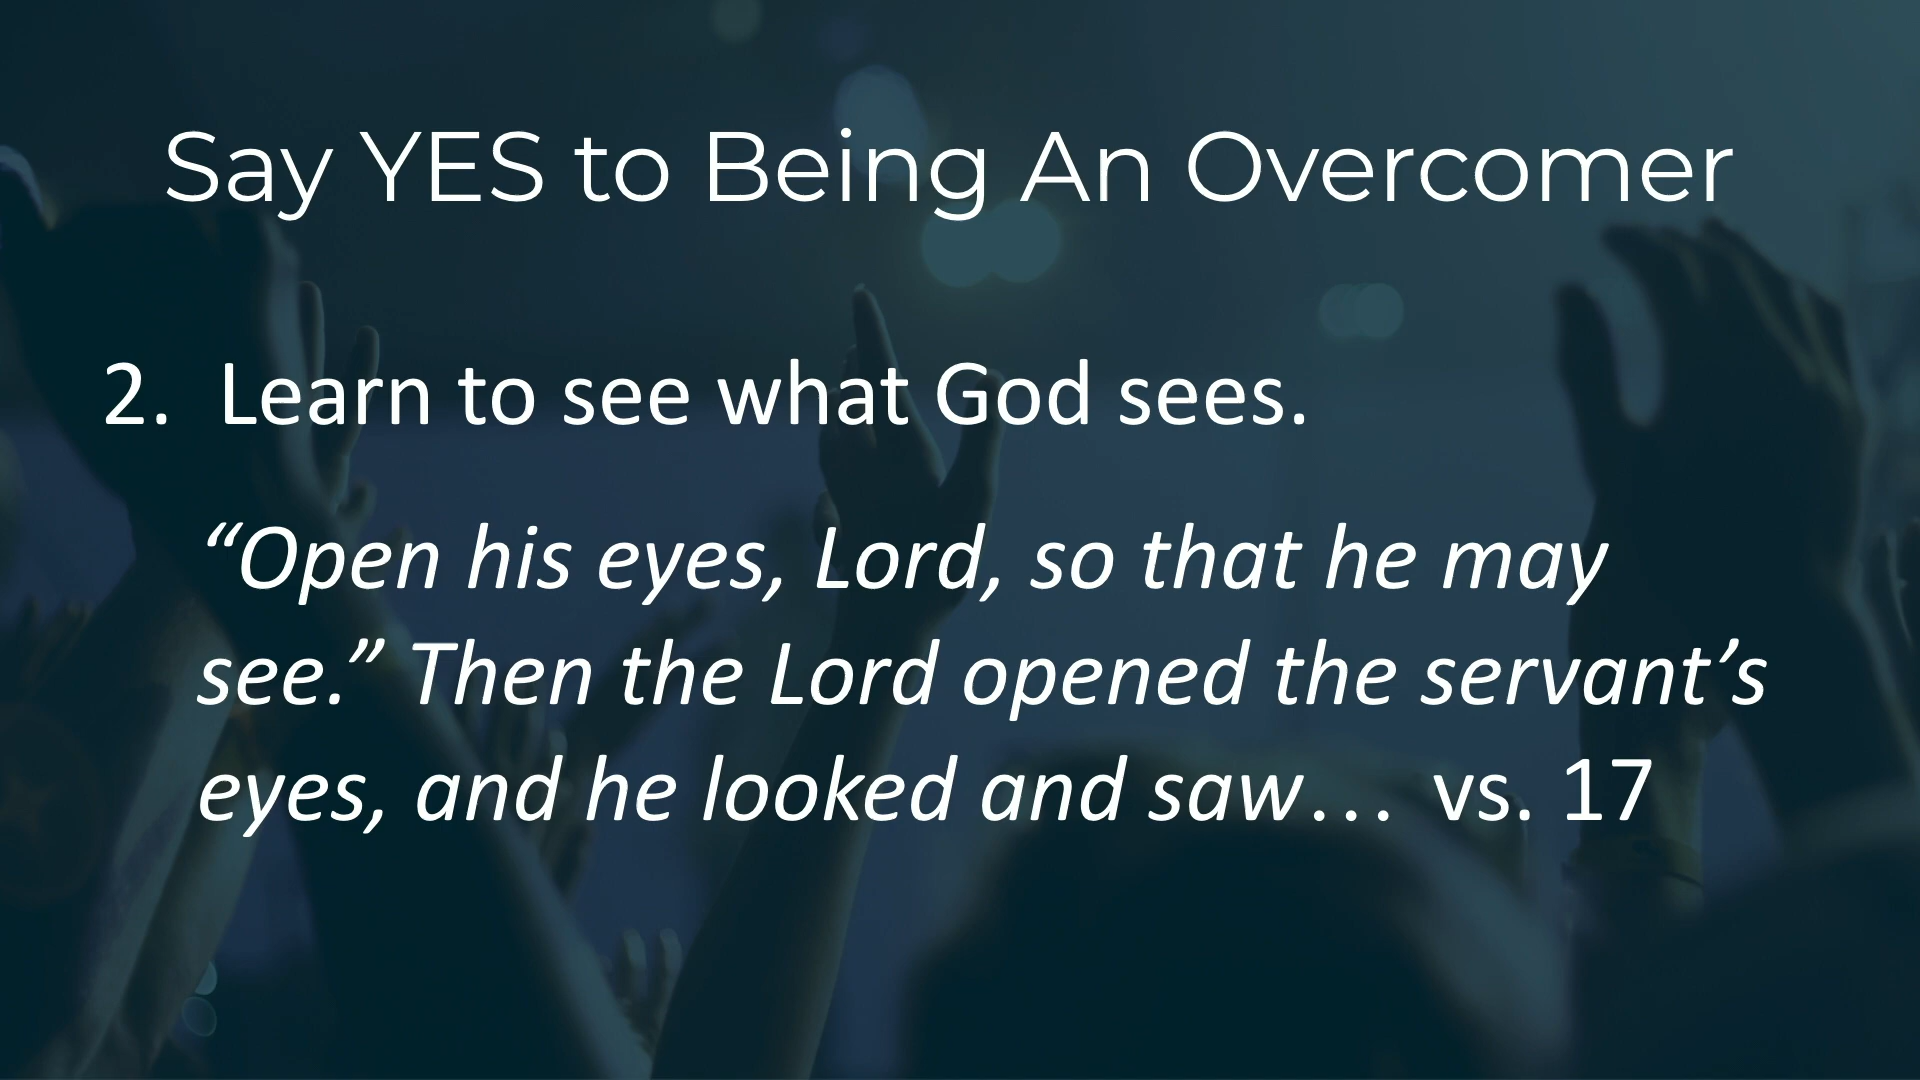 Say YES to Being An Overcomer
2. Learn to see what God sees.
“Open his eyes, Lord, so that he may
see.” Then the Lord opened the servant’s
eyes, and he looked and saw… vs. 17